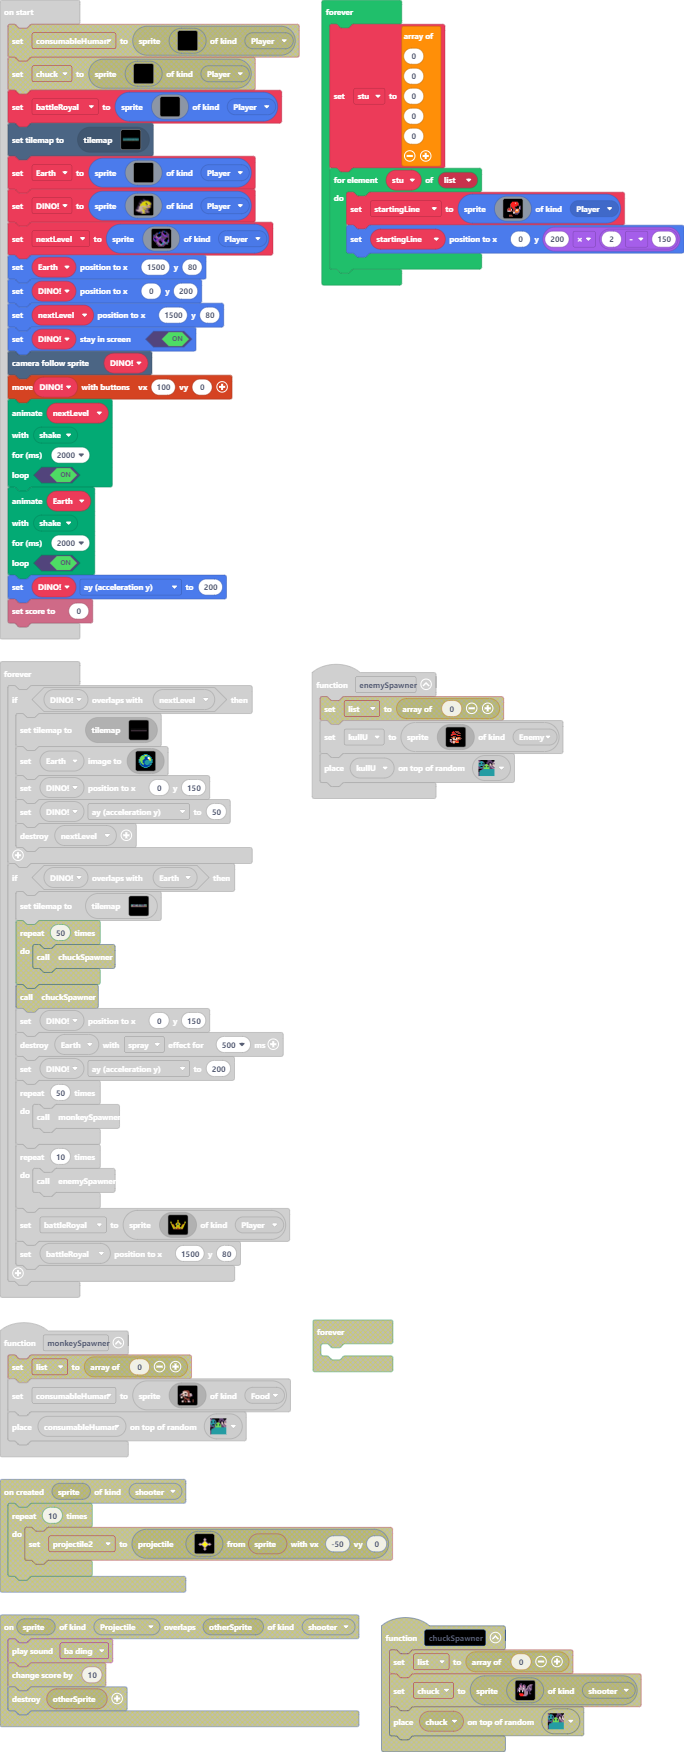 on start
set consumableHuman to sprite of kind Player
set chuck to sprite of kind Player
set battleRoyal to sprite of kind Player
set tilemap to tilemap
set Earth to sprite of kind Player
set DINO! to sprite of kind Player
set nextLevel to sprite of kind Player
set Earth position to x 1500 y 80
set DINO! position to x 0 y 200
set nextLevel position to x 1500 y 80
set DINO! stay in screen ON
camera follow sprite DINO!
move DINO! with buttons vx 100 vy 0
animate nextLevel
with shake
for (ms) 2000
loop ON
animate Earth
with shake
for (ms) 2000
loop ON
set DINO! ay (acceleration y) to 200
set score to 0
forever
array of
0
0
set stu to 0
0
0
for element stu of list
do
set startingLine to sprite of kind Player
set startingLine position to x 0 y 200 × 2 - 150
forever
if DINO! overlaps with nextLevel then
set tilemap to tilemap
set Earth image to
set DINO! position to x 0 y 150
set DINO! ay (acceleration y) to 50
destroy nextLevel
if DINO! overlaps with Earth then
set tilemap to tilemap
repeat 50 times
do call chuckSpawner
call chuckSpawner
set DINO! position to x 0 y 150
destroy Earth with spray effect for 500 ms
set DINO! ay (acceleration y) to 200
repeat 50 times
do call monkeySpawner
repeat 10 times
do call enemySpawner
set battleRoyal to sprite of kind Player
set battleRoyal position to x 1500 y 80
function enemySpawner
set list to array of 0
set sprite of kind Enemy
place on top of random
function monkeySpawner
set list to array of 0
set consumableHuman to sprite of kind Food
place consumableHuman on top of random
forever
on created sprite of kind shooter
repeat 10 times
do
set projectile2 to projectile from sprite with vx -50 vy 0
on sprite of kind Projectile overlaps otherSprite of kind shooter
play sound ba ding
change score by 10
destroy otherSprite
function chuckSpawner
set list to array of 0
set chuck to sprite of kind shooter
place chuck on top of random